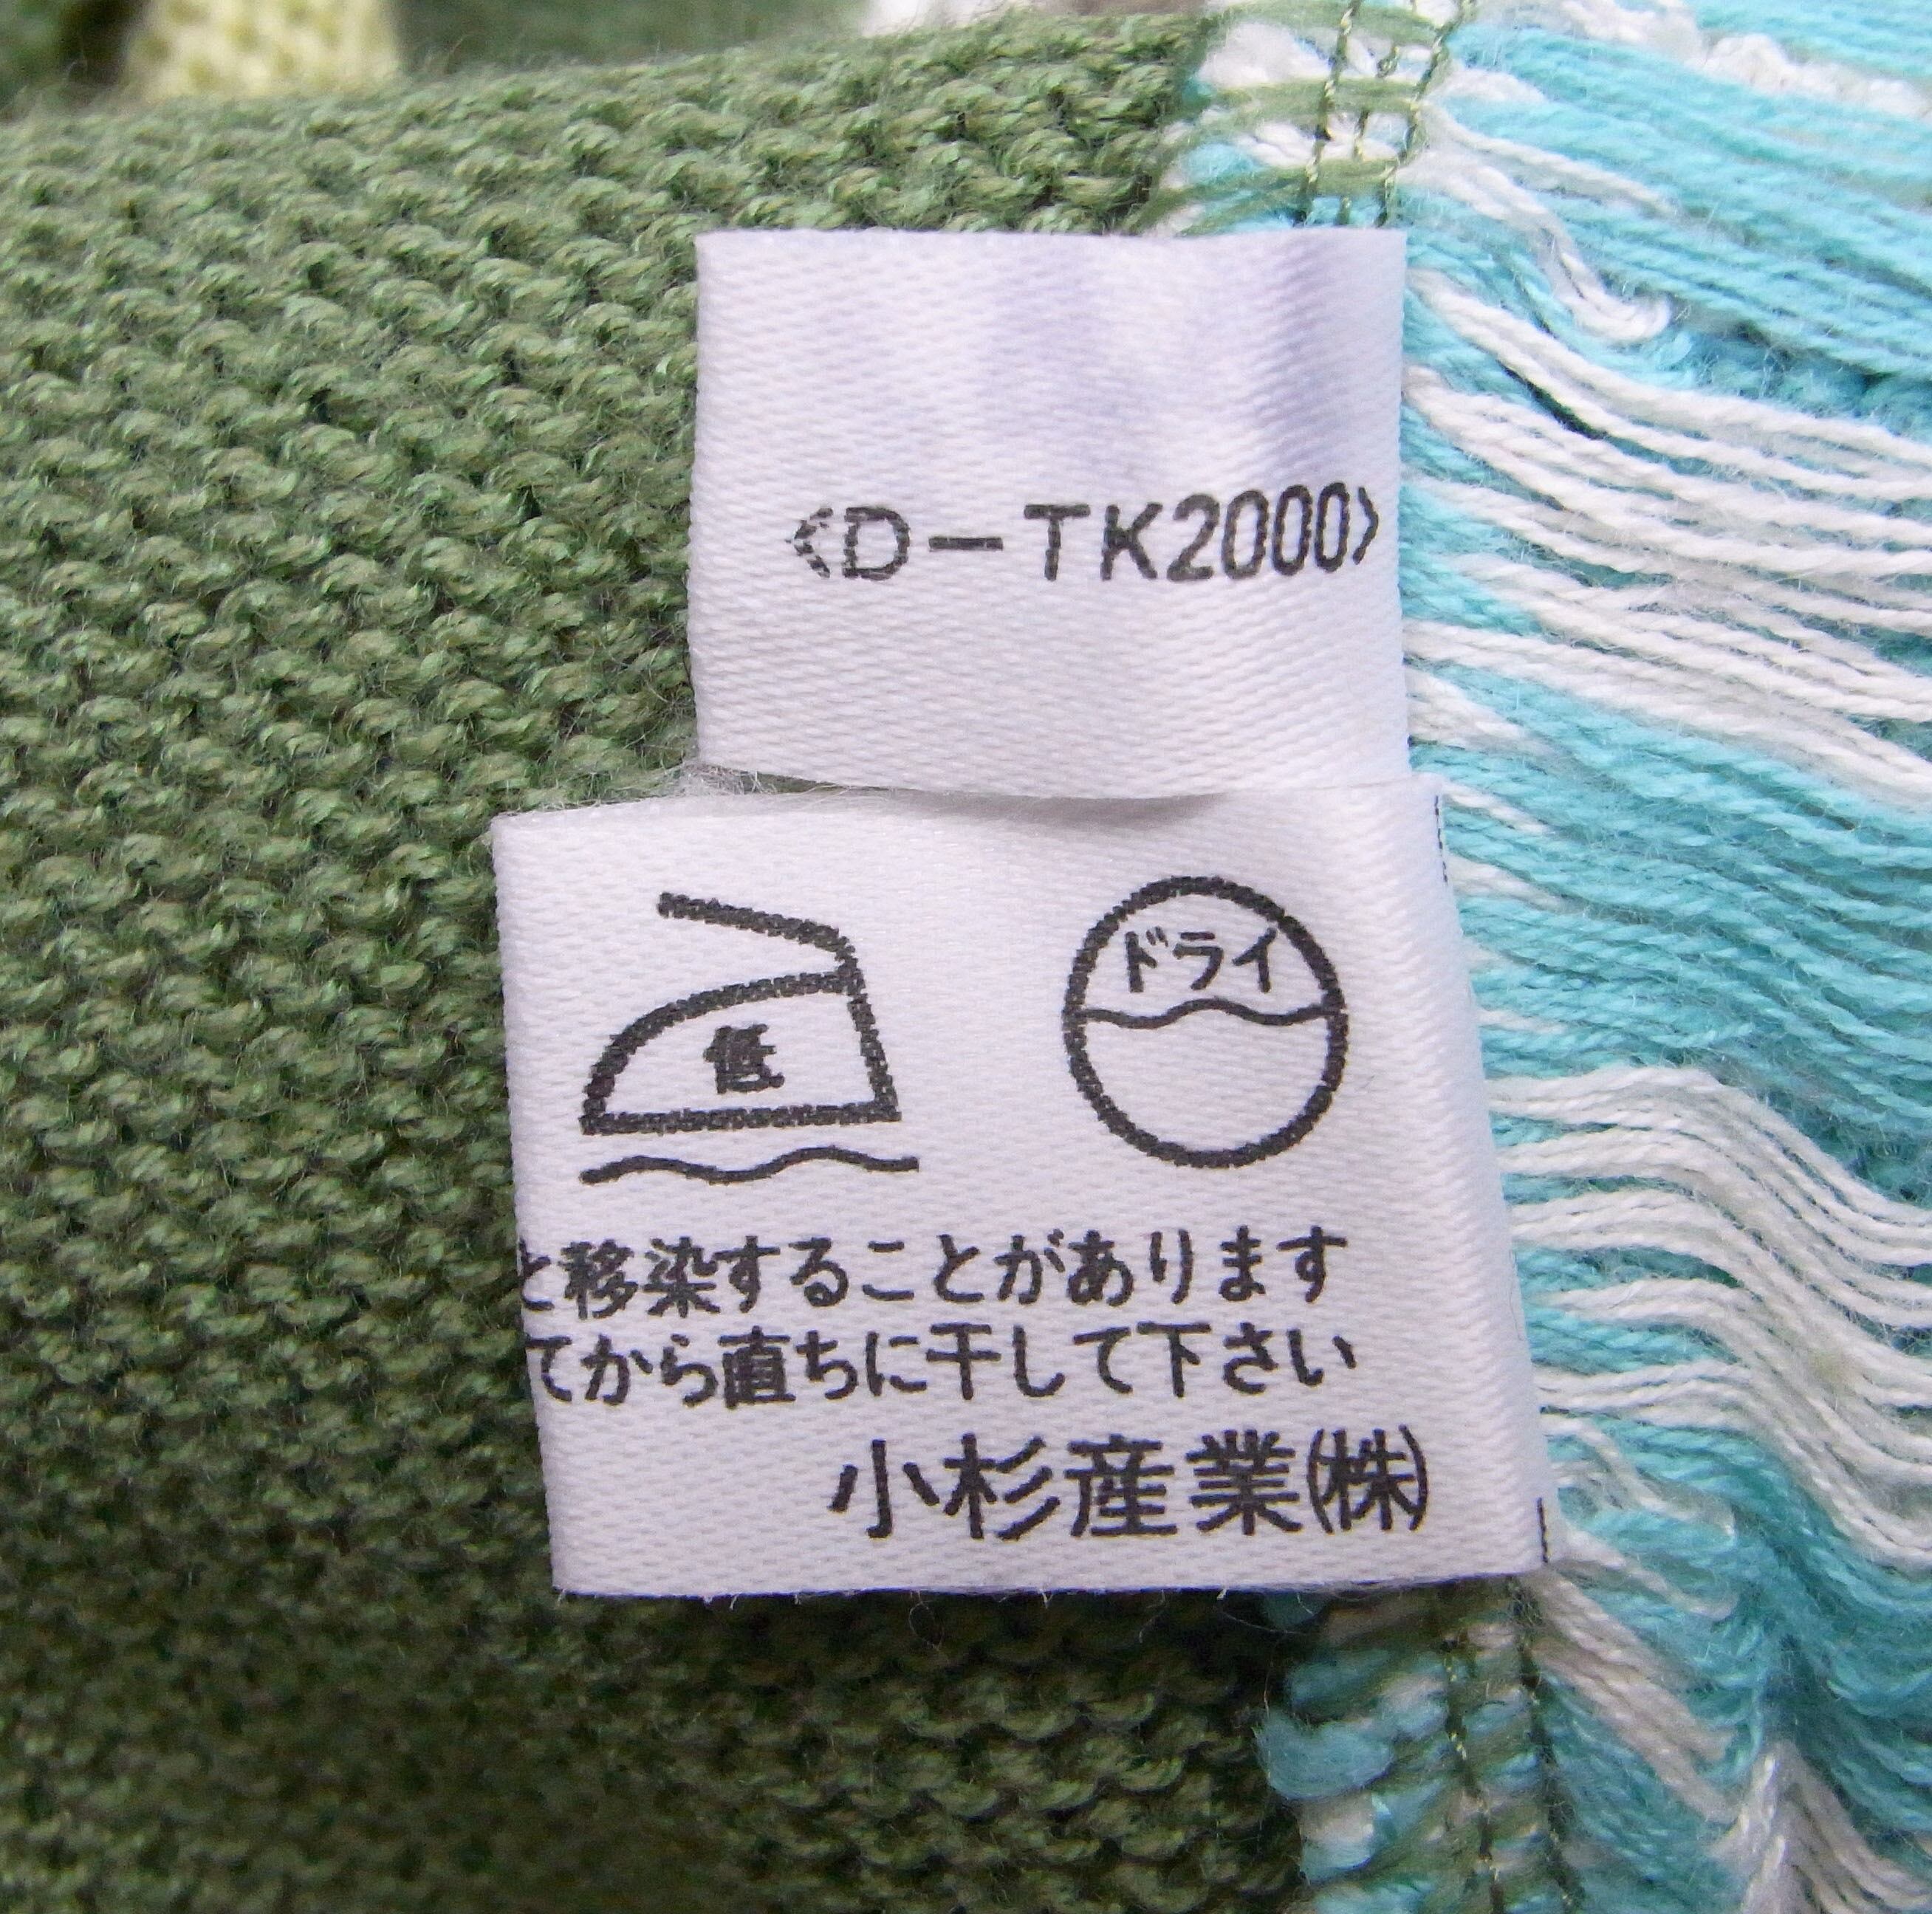 <D-TK2000>
ドライ
低
と移染することがあります
てから直ちに干して下さい
小杉産業(株)